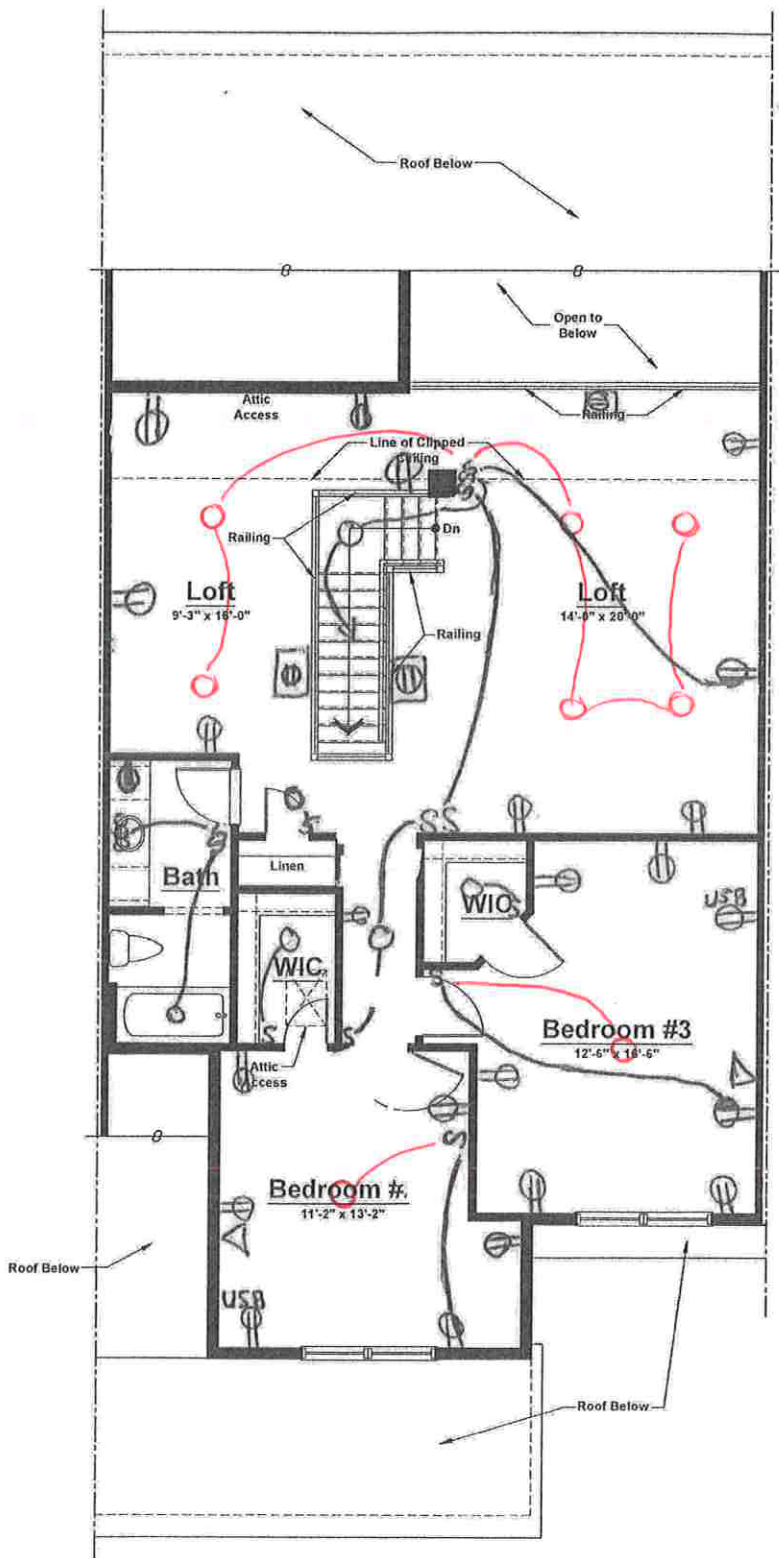 Roof Below
Open to
Below
Attic
Access
Railing
Line of Clipped
Ceiling
S
S
S
Railing
Dn
Loft
9'-3" x 16'-0"
Loft
14'-0" x 20'-0"
Railing
S
S S
S
Linen
Bath
WIC
S
USB
WIC
S
S
S
Attic
Access
Bedroom #3
12'-6" x 16'-6"
S
Bedroom #
11'-2" x 13'-2"
Roof Below
USB
Roof Below